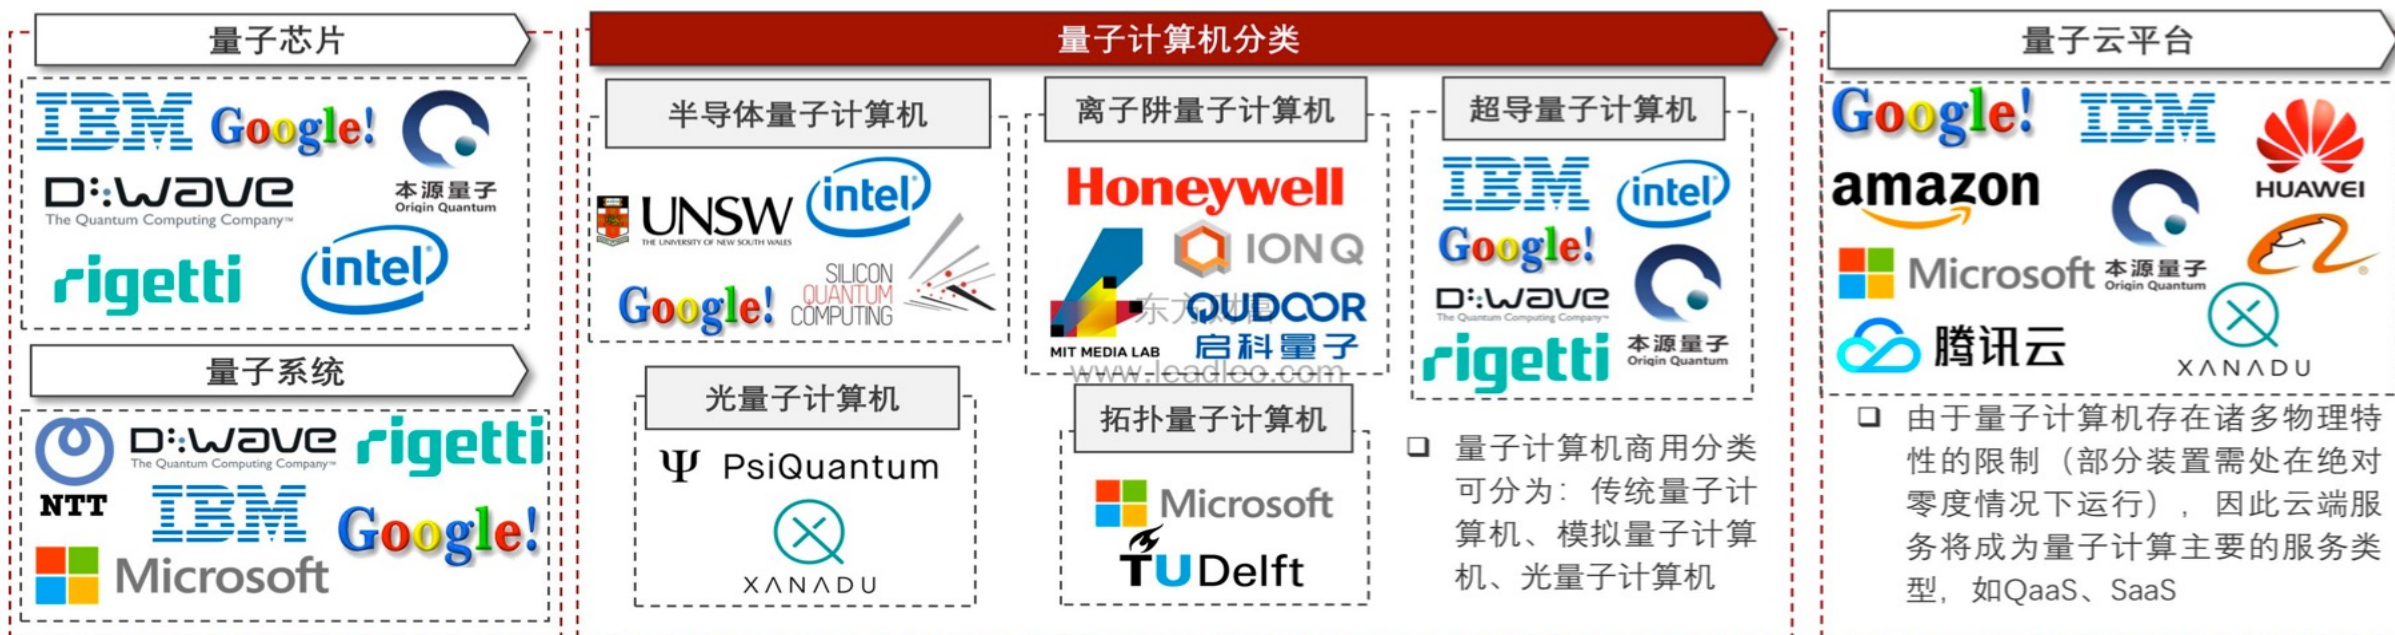 量子芯片
IBM
Google!
本源量子
Origin Quantum
D:wave
The Quantum Computing Company™
rigetti
intel
量子系统
NTT
D:wave
The Quantum Computing Company™
rigetti
IBM
Google!
Microsoft
量子计算机分类
半导体量子计算机
UNSW
THE UNIVERSITY OF NEW SOUTH WALES
intel
Google!
SILICON
QUANTUM
COMPUTING
离子阱量子计算机
Honeywell
MIT MEDIA LAB
IONQ
QUDOOR
启科量子
东方财富
www.leadleo.com
超导量子计算机
IBM
intel
Google!
D:wave
The Quantum Computing Company™
rigetti
本源量子
Origin Quantum
光量子计算机
Ψ PsiQuantum
XANADU
拓扑量子计算机
Microsoft
TUDelft
❑ 量子计算机商用分类
可分为：传统量子计
算机、模拟量子计算
机、光量子计算机
量子云平台
Google!
IBM
HUAWEI
amazon
本源量子
Origin Quantum
Microsoft
腾讯云
XANADU
❑ 由于量子计算机存在诸多物理特
性的限制（部分装置需处在绝对
零度情况下运行），因此云端服
务将成为量子计算主要的服务类
型，如QaaS、SaaS